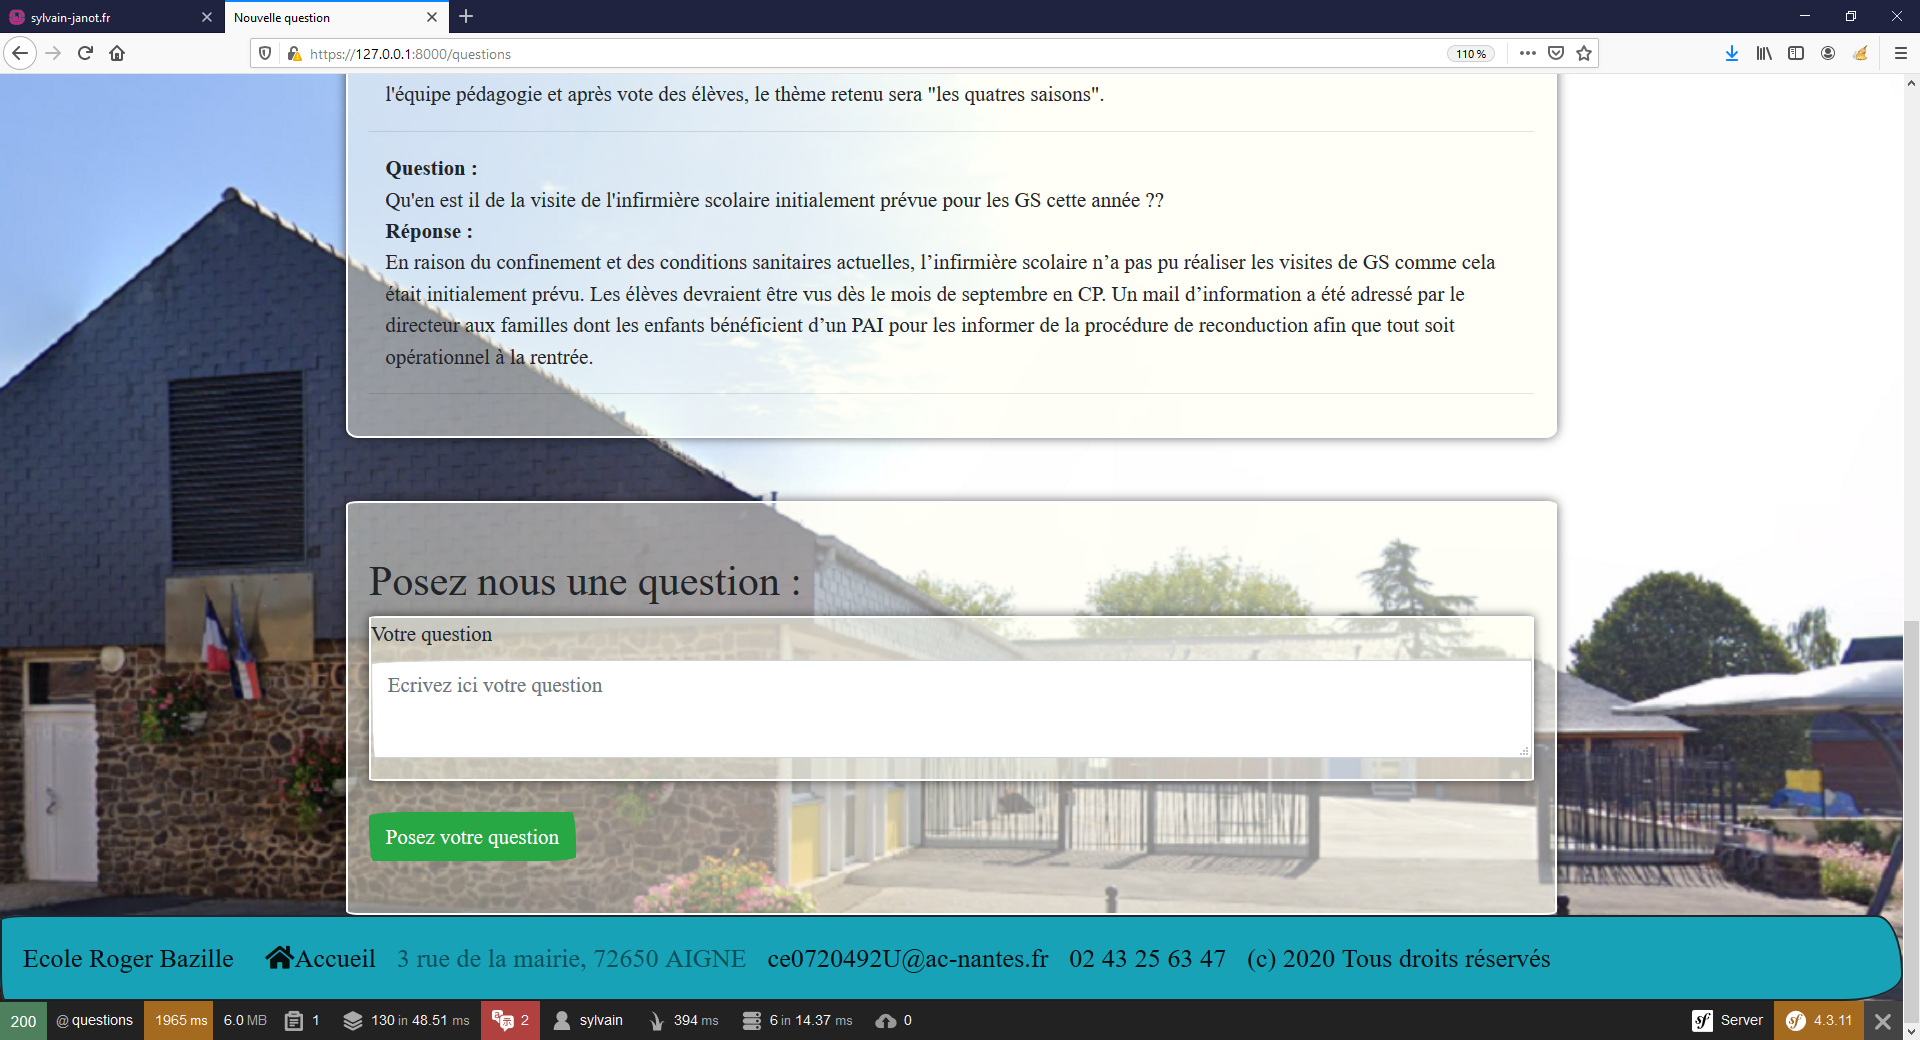 sylvain-janot.fr
Nouvelle question
https://127.0.0.1:8000/questions
110 %
l'équipe pédagogie et après vote des élèves, le thème retenu sera "les quatres saisons".
Question :
Qu'en est il de la visite de l'infirmière scolaire initialement prévue pour les GS cette année ??
Réponse :
En raison du confinement et des conditions sanitaires actuelles, l’infirmière scolaire n’a pas pu réaliser les visites de GS comme cela
était initialement prévu. Les élèves devraient être vus dès le mois de septembre en CP. Un mail d’information a été adressé par le
directeur aux familles dont les enfants bénéficient d’un PAI pour les informer de la procédure de reconduction afin que tout soit
opérationnel à la rentrée.
Posez nous une question :
Votre question
Ecrivez ici votre question
Posez votre question
Ecole Roger Bazille Accueil 3 rue de la mairie, 72650 AIGNE ce0720492U@ac-nantes.fr 02 43 25 63 47 (c) 2020 Tous droits réservés
200 @ questions 1965 ms 6.0 MB 1 130 in 48.51 ms 2 sylvain 394 ms 6 in 14.37 ms 0 sf Server sf 4.3.11